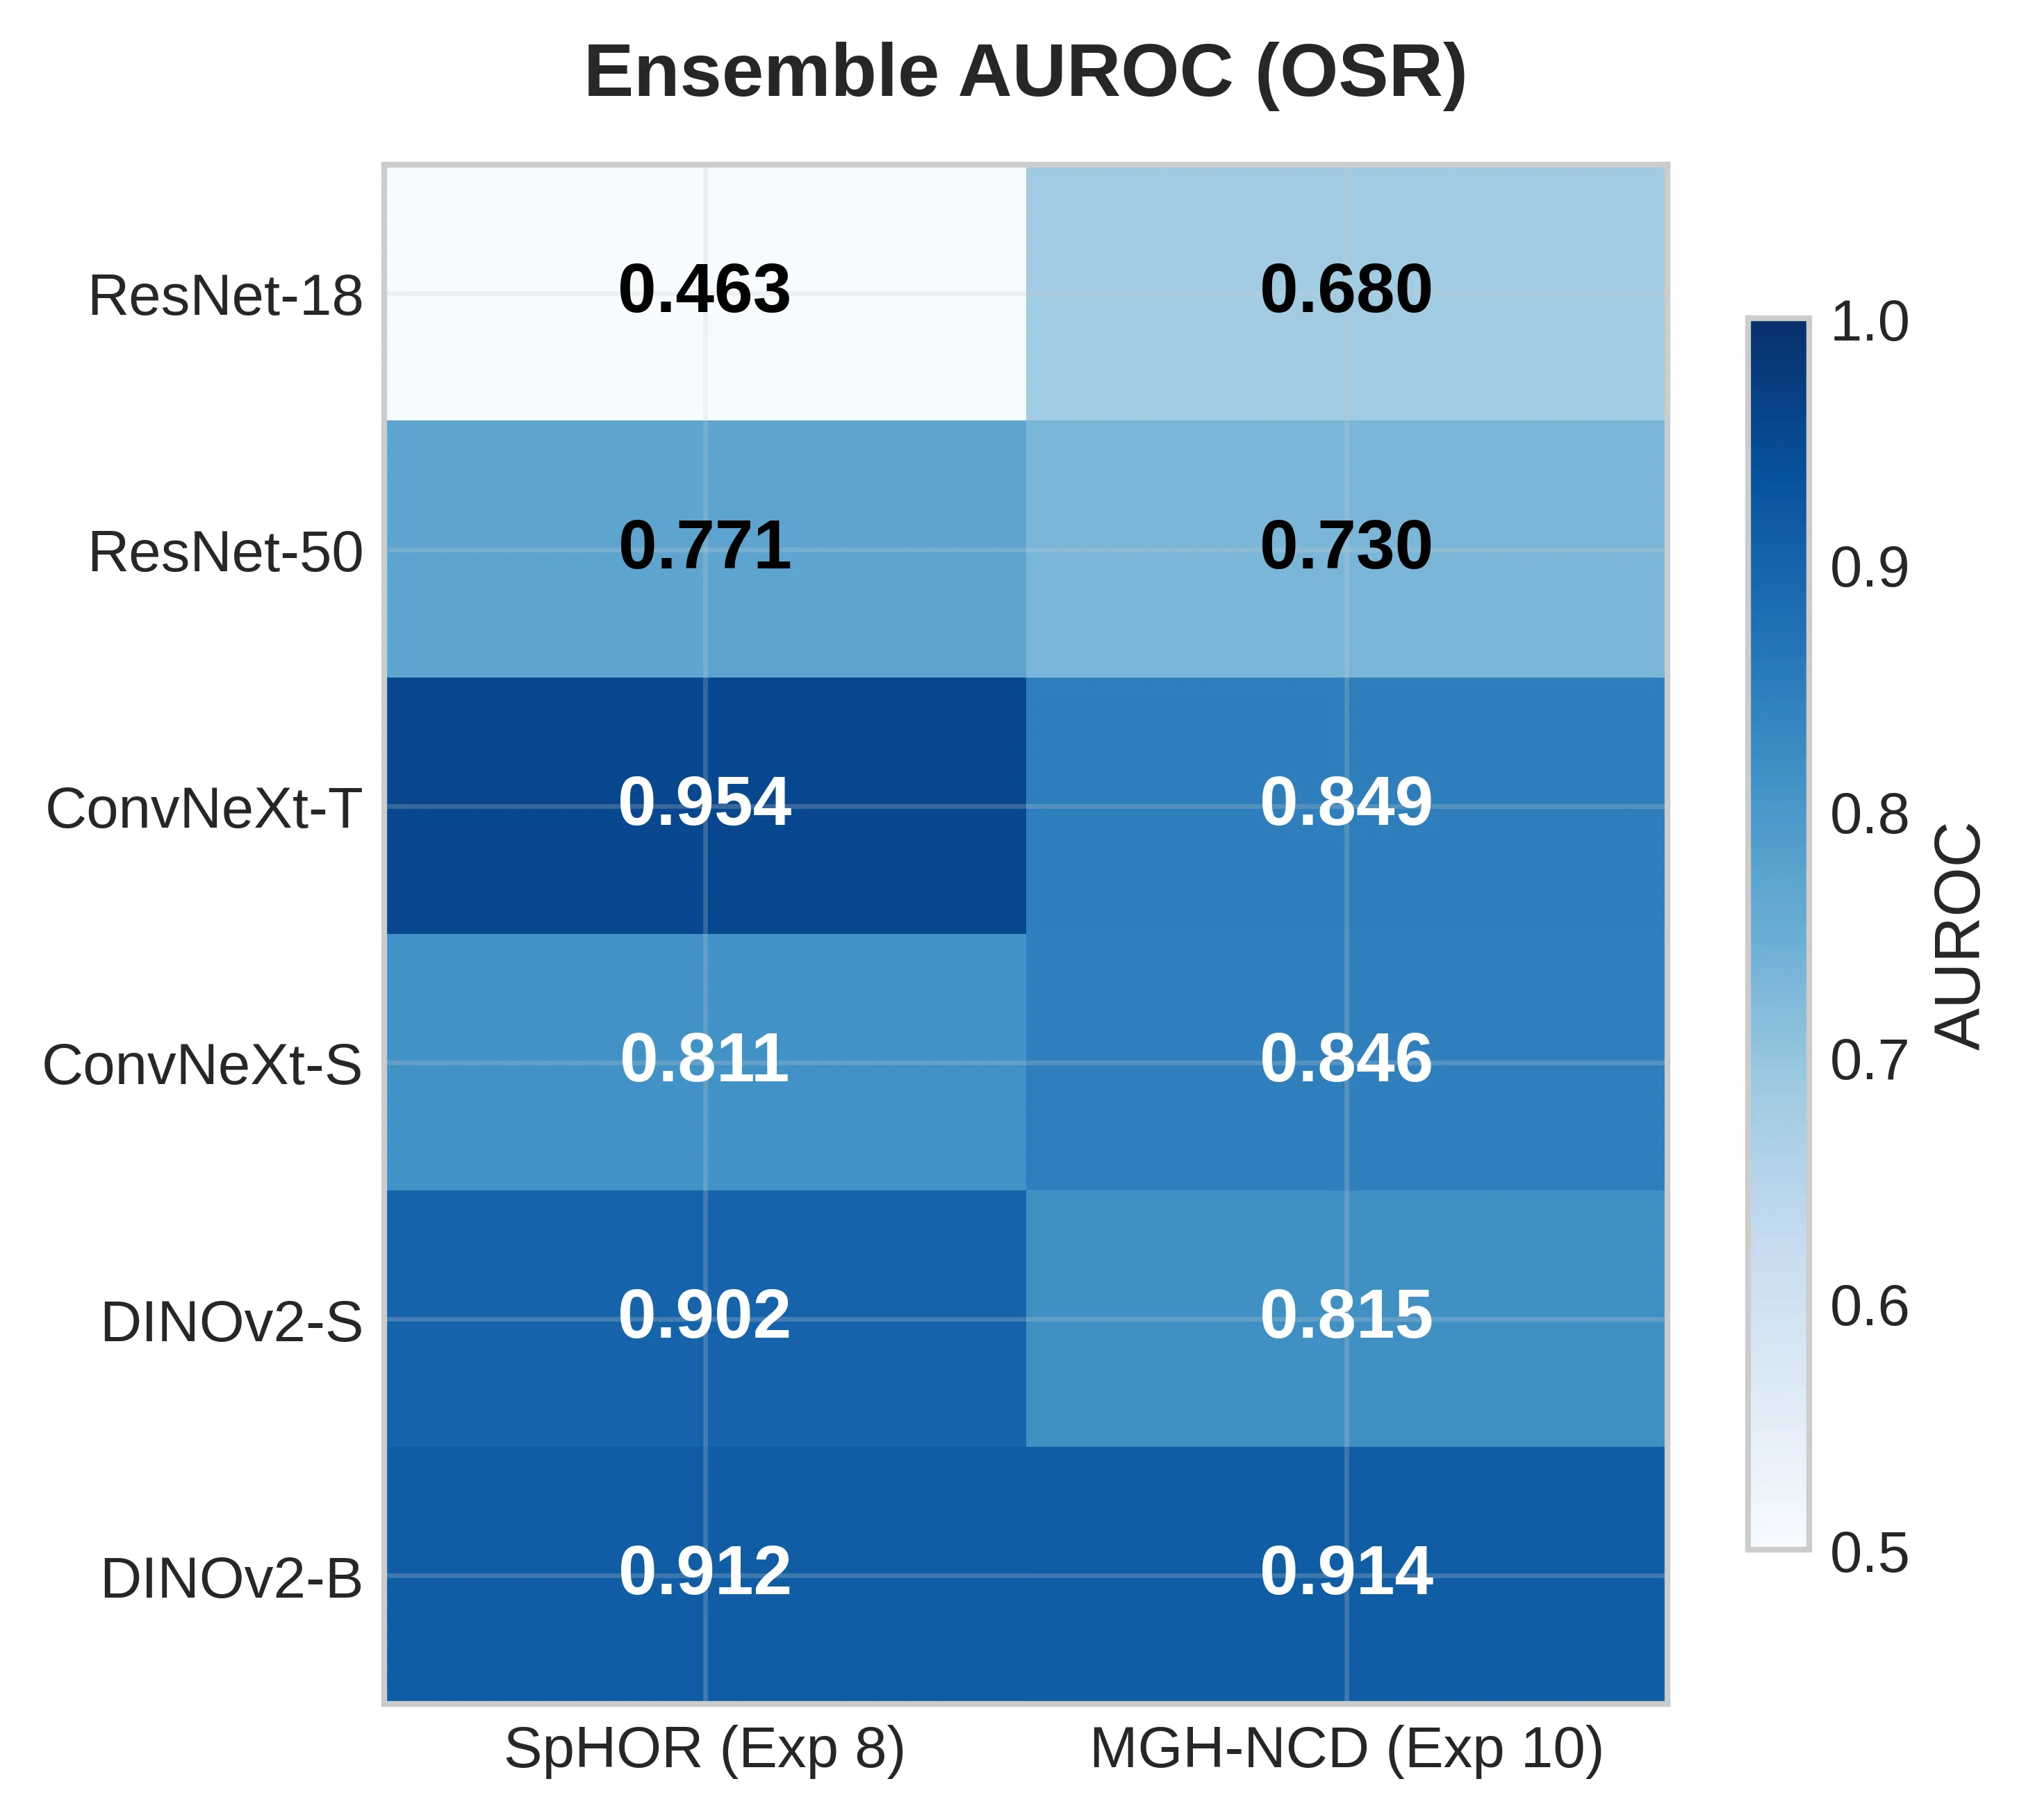 Ensemble AUROC (OSR)
ResNet-18 0.463 0.680
ResNet-50 0.771 0.730
ConvNeXt-T 0.954 0.849
ConvNeXt-S 0.811 0.846
DINOv2-S 0.902 0.815
DINOv2-B 0.912 0.914
SpHOR (Exp 8) MGH-NCD (Exp 10)
1.0
0.9
0.8
0.7
0.6
0.5
AUROC